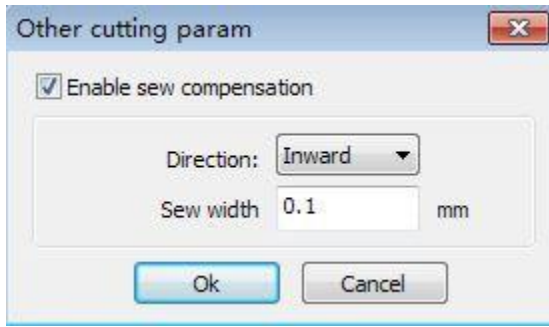 Other cutting param
Enable sew compensation
Direction: Inward
Sew width 0.1 mm
Ok Cancel